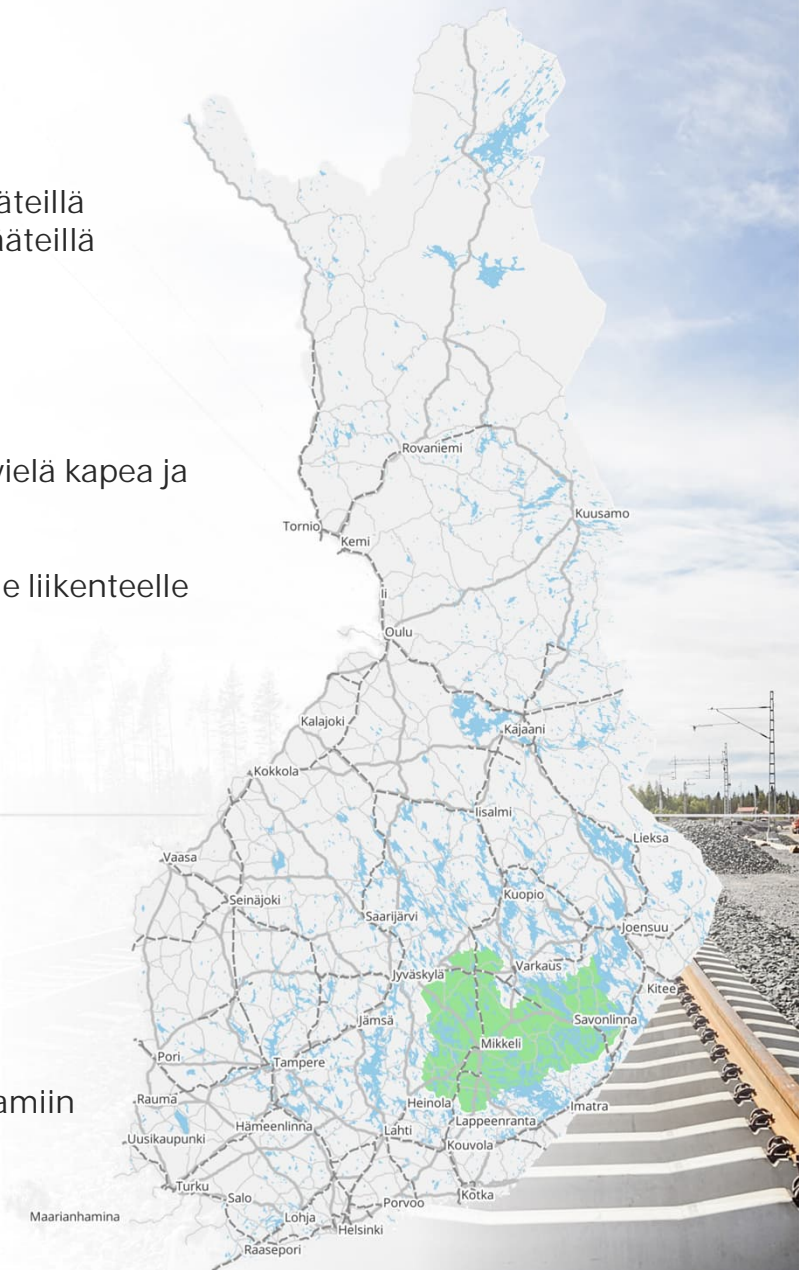 äteillä
äteillä
Rovaniemi
vielä kapea ja
Kuusamo
Tornio
Kemi
e liikenteelle
Ii
Oulu
Kalajoki
Kajaani
Kokkola
Iisalmi
Lieksa
Vaasa
Kuopio
Seinäjoki
Saarijärvi
Joensuu
Varkaus
Jyväskylä
Kitee
Jämsä
Savonlinna
Mikkeli
Pori
Tampere
Rauma
amiin
Heinola
Imatra
Hämeenlinna
Lappeenranta
Uusikaupunki
Lahti
Kouvola
Turku
Salo
Kotka
Porvoo
Maarianhamina
Lohja
Helsinki
Raasepori